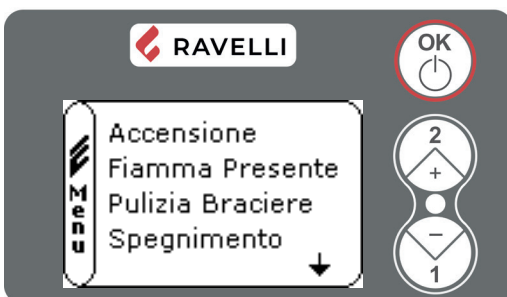 RAVELLI
OK
Menu
Accensione
Fiamma Presente
Pulizia Braciere
Spegnimento
2
+
-
1